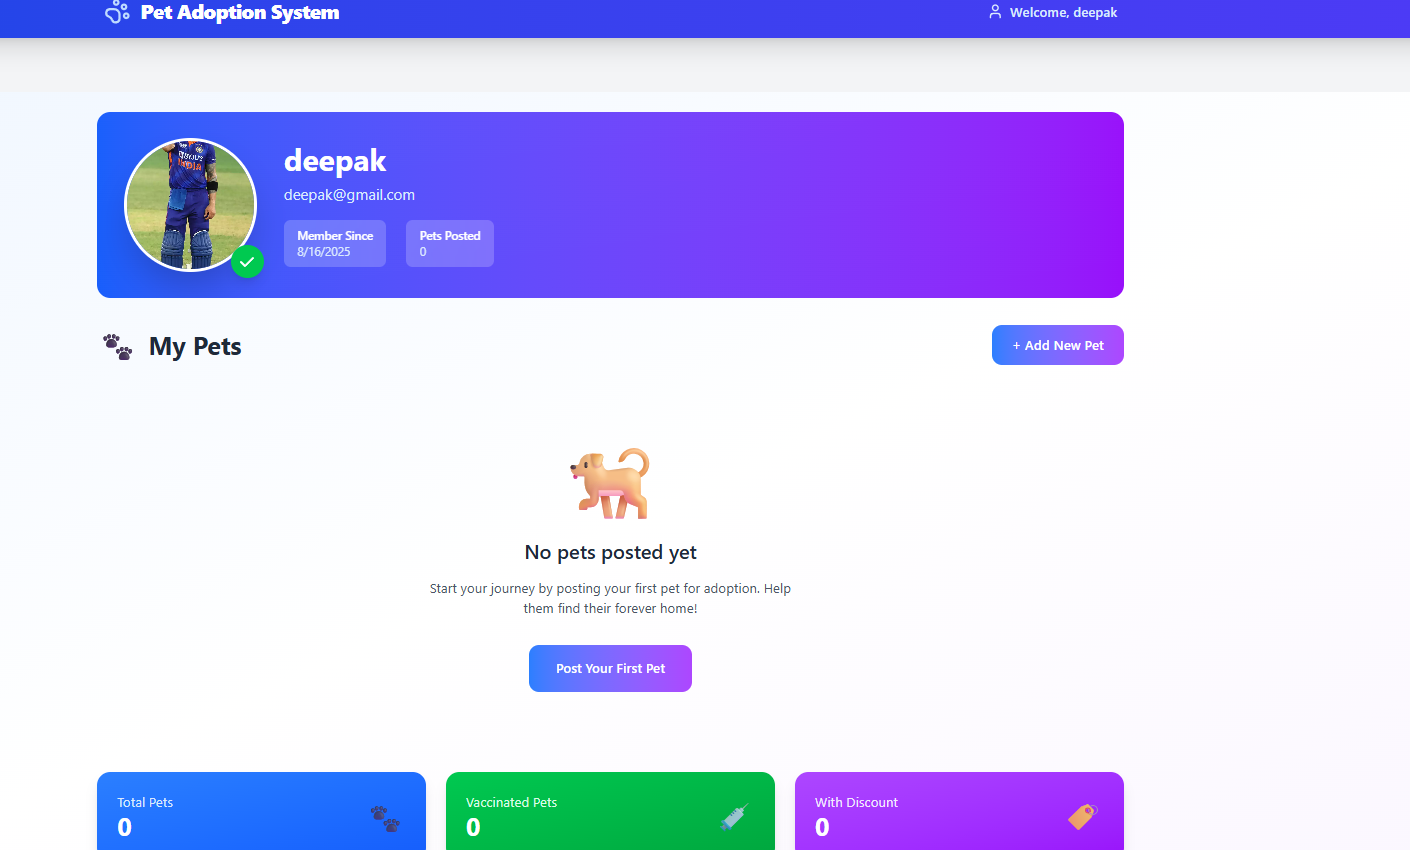 Pet Adoption System
Welcome, deepak
deepak
deepak@gmail.com
Member Since
8/16/2025
Pets Posted
0
My Pets
+ Add New Pet
No pets posted yet
Start your journey by posting your first pet for adoption. Help
them find their forever home!
Post Your First Pet
Total Pets
0
Vaccinated Pets
0
With Discount
0